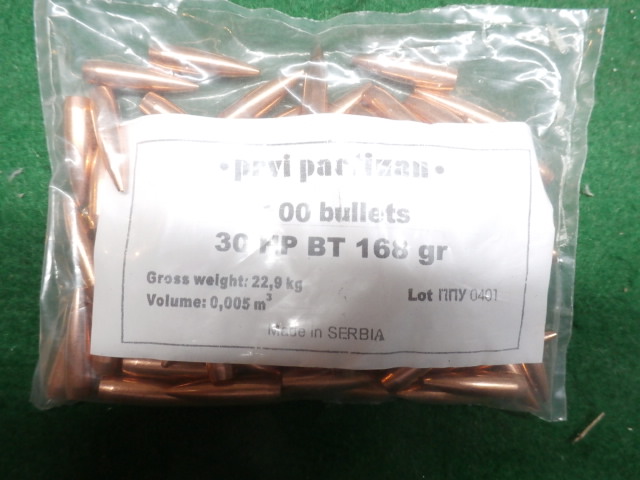 •prvi partizan•
100 bullets
30 HP BT 168 gr
Gross weight: 22,9 kg
Volume: 0,005 m³
Lot ППУ 0401
Made in SERBIA